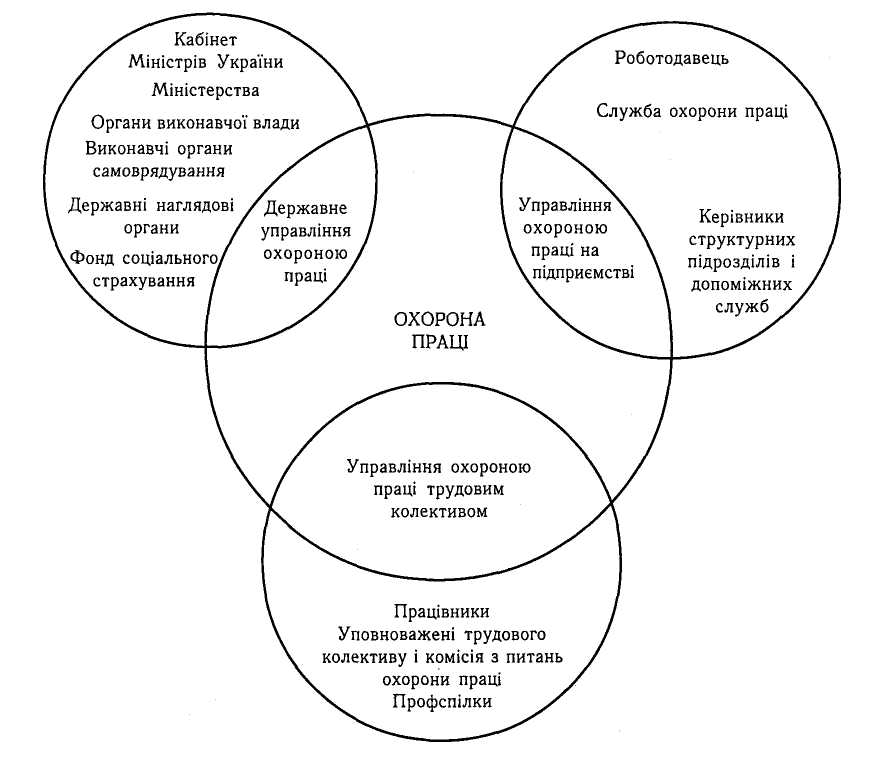 Кабінет
Міністрів України
Міністерства
Органи виконавчої влади
Виконавчі органи
самоврядування
Державні наглядові
органи
Фонд соціального
страхування
Державне
управління
охороною
праці
Роботодавець
Служба охорони праці
Управління
охороною
праці на
підприємстві
Керівники
структурних
підрозділів і
допоміжних
служб
ОХОРОНА
ПРАЦІ
Управління охороною
праці трудовим
колективом
Працівники
Уповноважені трудового
колективу і комісія з питань
охорони праці
Профспілки